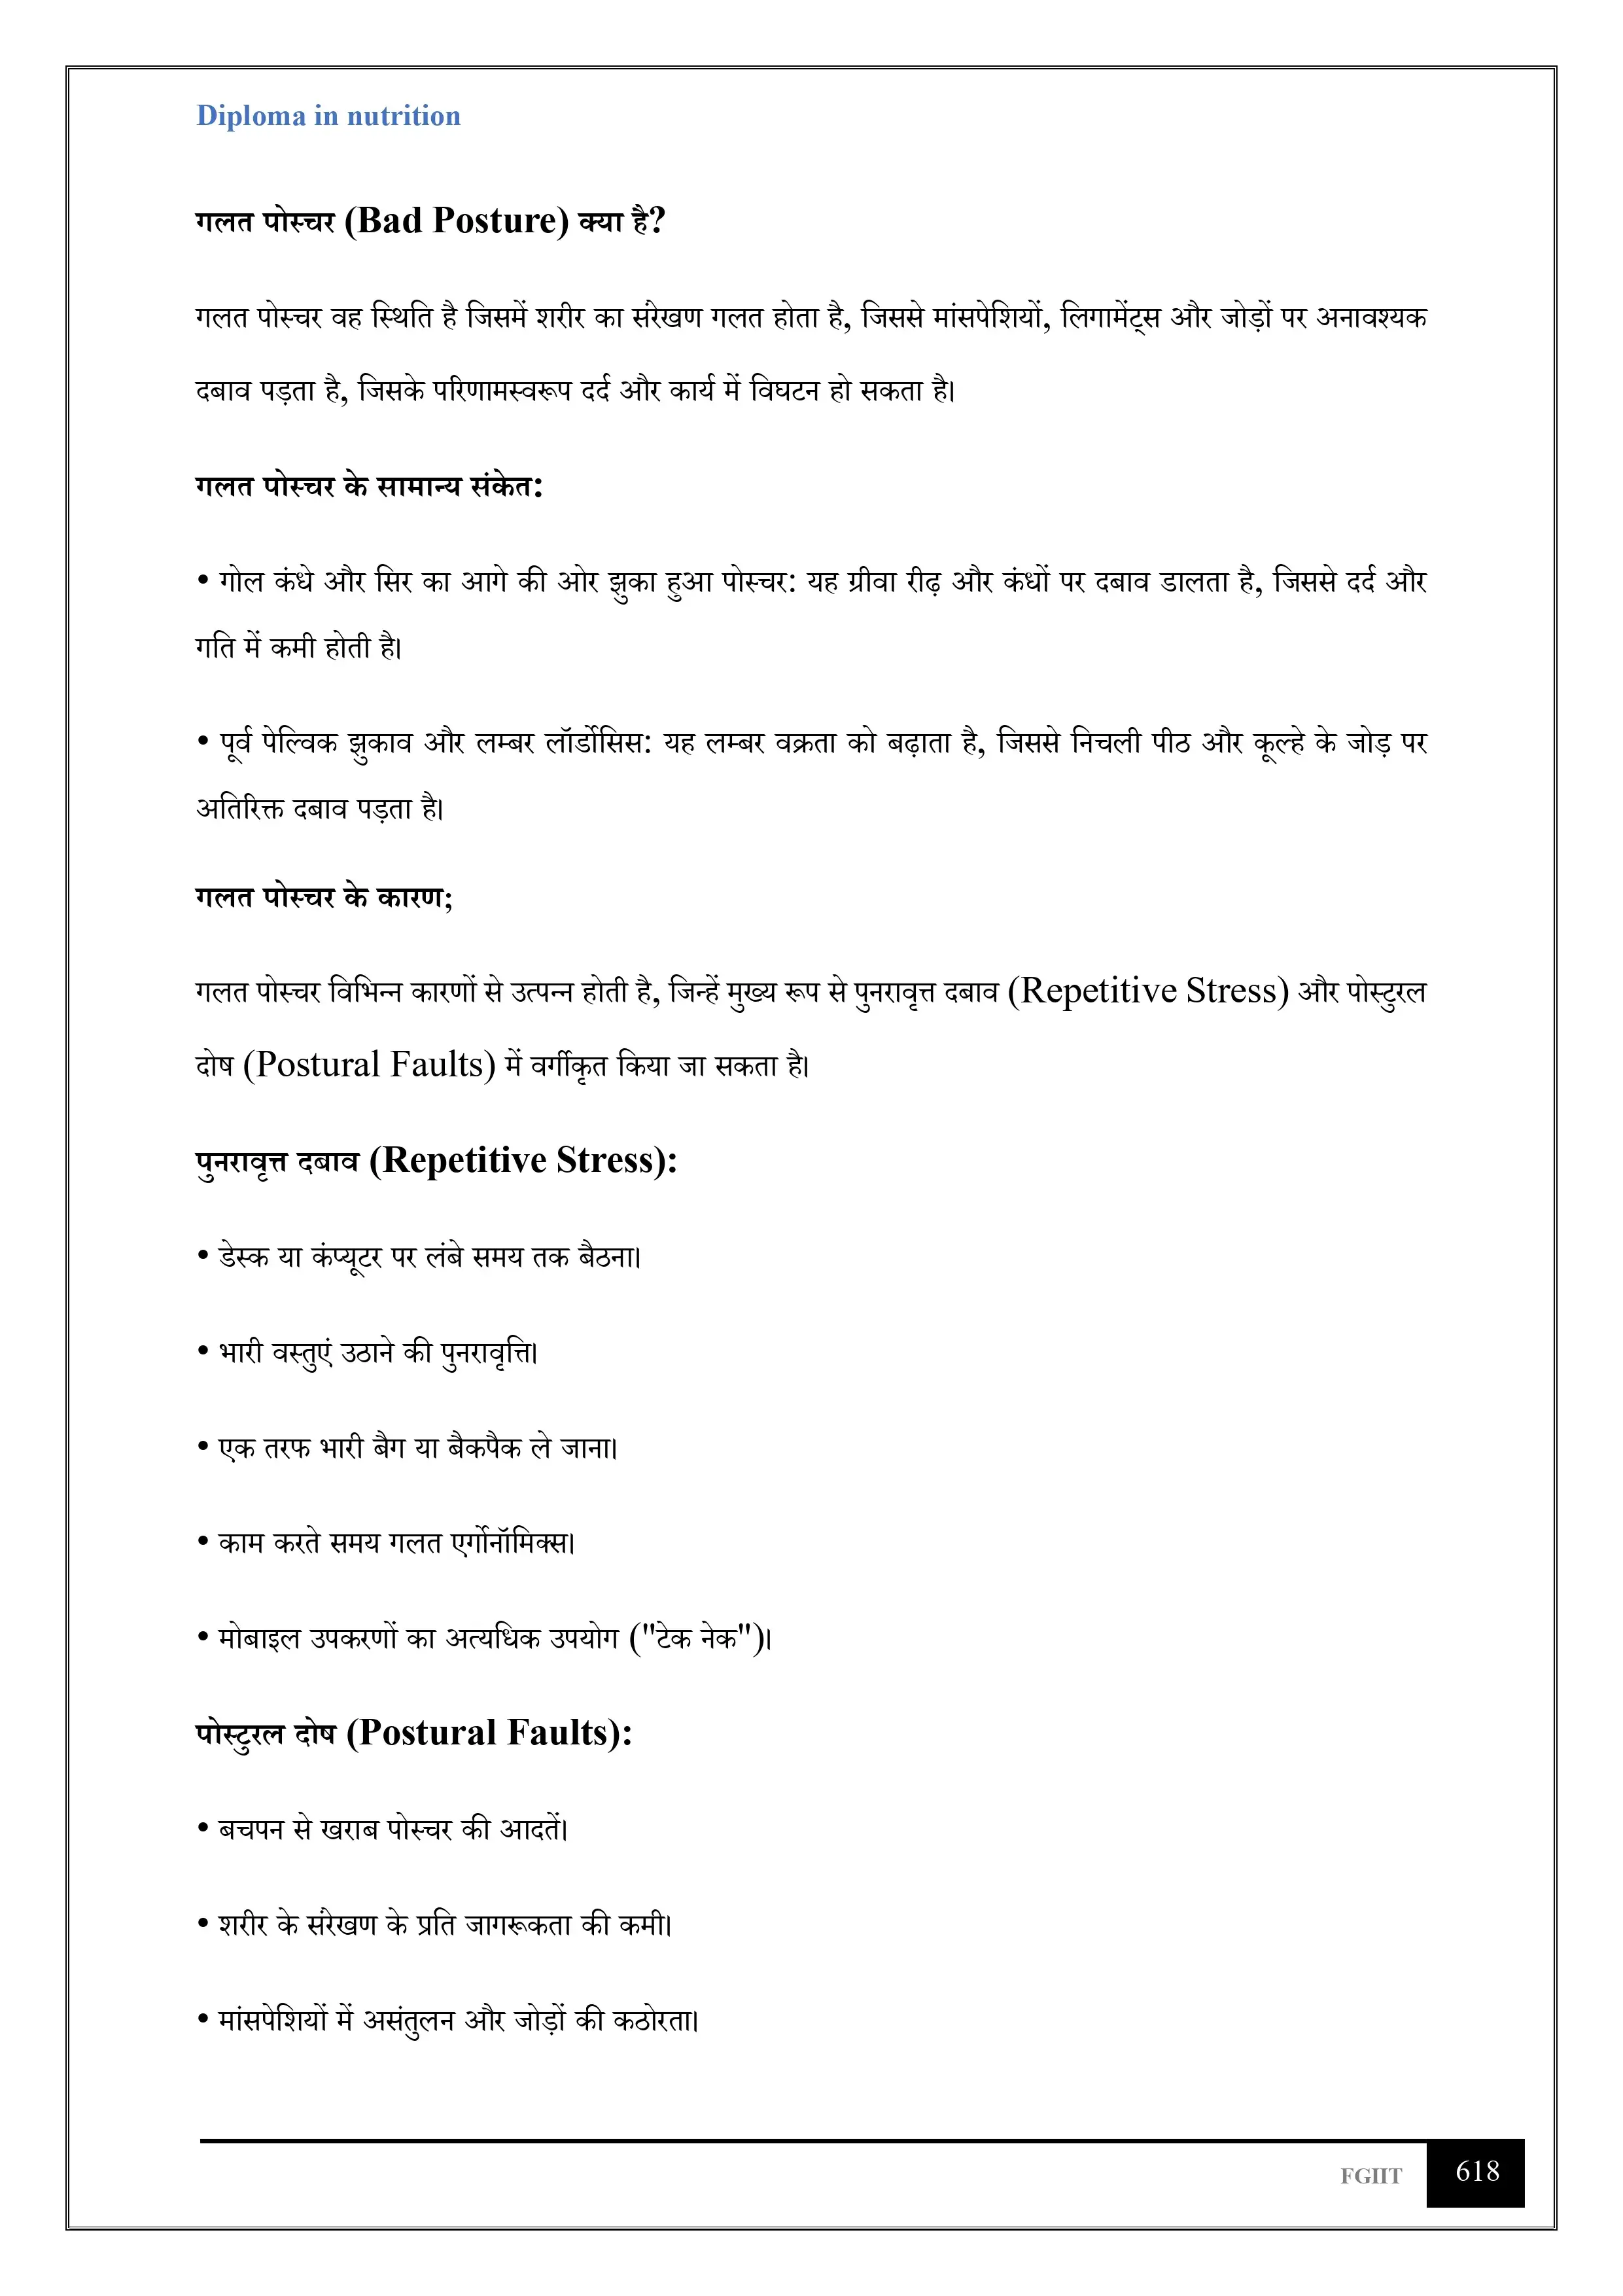 Diploma in nutrition
गलत पोस्चर (Bad Posture) क्या है?
गलत पोस्चर वह स्थिति है जिसमें शरीर का संरेखण गलत होता है, जिससे मांसपेशियों, लिगामेंट्स और जोड़ों पर अनावश्यक
दबाव पड़ता है, जिसके परिणामस्वरूप दर्द और कार्य में विघटन हो सकता है।
गलत पोस्चर के सामान्य संकेत:
• गोल कंधे और सिर का आगे की ओर झुका हुआ पोस्चर: यह ग्रीवा रीढ़ और कंधों पर दबाव डालता है, जिससे दर्द और
गति में कमी होती है।
• पूर्व पेल्विक झुकाव और लम्बर लॉर्डोसिस: यह लम्बर वक्रता को बढ़ाता है, जिससे निचली पीठ और कूल्हे के जोड़ पर
अतिरिक्त दबाव पड़ता है।
गलत पोस्चर के कारण;
गलत पोस्चर विभिन्न कारणों से उत्पन्न होती है, जिन्हें मुख्य रूप से पुनरावृत्त दबाव (Repetitive Stress) और पोस्टुरल
दोष (Postural Faults) में वर्गीकृत किया जा सकता है।
पुनरावृत्त दबाव (Repetitive Stress):
• डेस्क या कंप्यूटर पर लंबे समय तक बैठना।
• भारी वस्तुएं उठाने की पुनरावृत्ति।
• एक तरफ भारी बैग या बैकपैक ले जाना।
• काम करते समय गलत एर्गोनॉमिक्स।
• मोबाइल उपकरणों का अत्यधिक उपयोग ("टेक नेक")।
पोस्टुरल दोष (Postural Faults):
• बचपन से खराब पोस्चर की आदतें।
• शरीर के संरेखण के प्रति जागरूकता की कमी।
• मांसपेशियों में असंतुलन और जोड़ों की कठोरता।
FGIIT 618